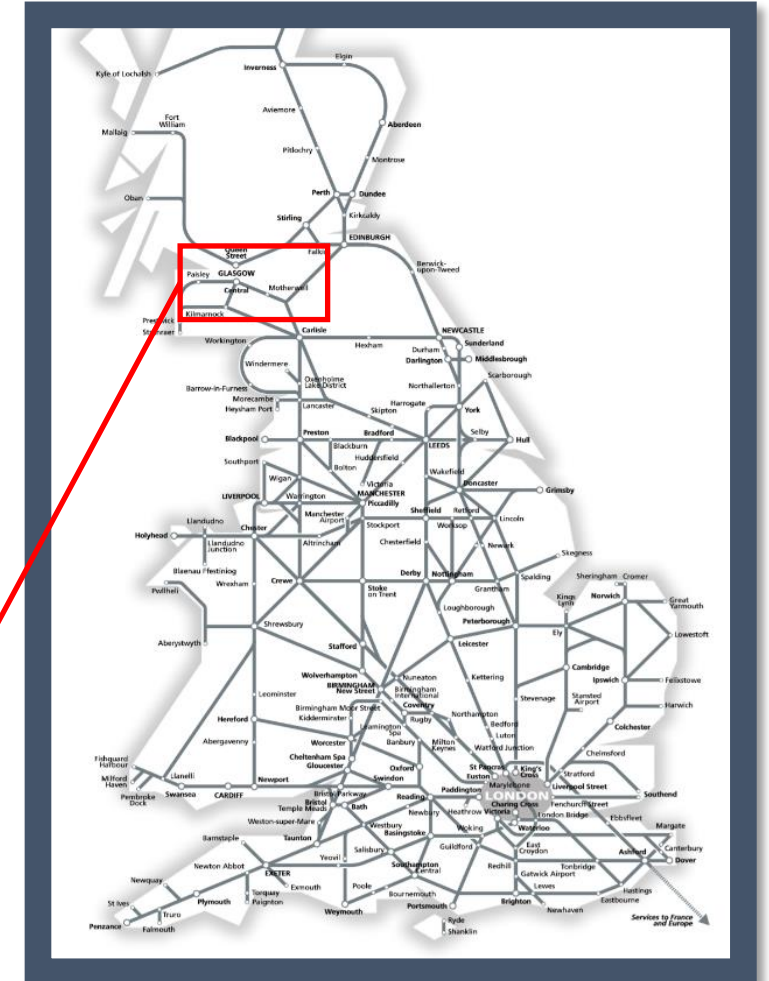 Kyle of Lochalsh
Inverness
Elgin
Aviemore
Aberdeen
Fort
William
Mallaig
Pitlochry
Montrose
Oban
Perth
Dundee
Stirling
Kirkcaldy
EDINBURGH
Queen
Street
Falkirk
Berwick-
upon-Tweed
Paisley
GLASGOW
Central
Motherwell
Kilmarnock
Prestwick
Stranraer
Carlisle
NEWCASTLE
Sunderland
Workington
Hexham
Durham
Darlington
Middlesbrough
Windermere
Scarborough
Oxenholme
Lake District
Northallerton
Barrow-in-Furness
Morecambe
Heysham Port
Lancaster
Harrogate
York
Skipton
Blackpool
Preston
Bradford
Selby
Hull
Blackburn
LEEDS
Southport
Huddersfield
Bolton
Wakefield
Wigan
Victoria
Doncaster
Grimsby
LIVERPOOL
Warrington
MANCHESTER
Piccadilly
Manchester
Airport
Sheffield
Retford
Lincoln
Llandudno
Stockport
Worksop
Holyhead
Chester
Llandudno
Junction
Altrincham
Chesterfield
Newark
Skegness
Blaenau Ffestiniog
Wrexham
Crewe
Stoke
on Trent
Derby
Nottingham
Grantham
Spalding
Sheringham
Cromer
Pwllheli
Kings
Lynn
Norwich
Great
Yarmouth
Loughborough
Peterborough
Shrewsbury
Ely
Lowestoft
Aberystwyth
Stafford
Leicester
Wolverhampton
Cambridge
BIRMINGHAM
New Street
Nuneaton
Kettering
Ipswich
Felixstowe
Birmingham
International
Leominster
Birmingham Moor Street
Coventry
Stevenage
Stansted
Airport
Harwich
Kidderminster
Rugby
Northampton
Hereford
Leamington
Spa
Bedford
Colchester
Abergavenny
Worcester
Banbury
Milton
Keynes
Luton
Watford Junction
Chelmsford
Fishguard
Harbour
Cheltenham Spa
Gloucester
Oxford
St Pancras
King's
Cross
Stratford
Milford
Haven
Llanelli
Euston
Marylebone
Pembroke
Dock
Swansea
CARDIFF
Newport
Bristol Parkway
Swindon
Paddington
LONDON
Liverpool Street
Southend
Bristol
Temple Meads
Bath
Reading
Heathrow
Victoria
Charing Cross
Fenchurch Street
Weston-super-Mare
Newbury
London Bridge
Ebbsfleet
Barnstaple
Westbury
Basingstoke
Woking
Waterloo
Margate
Taunton
Salisbury
Guildford
East
Croydon
Canterbury
Newton Abbot
Yeovil
Southampton
Central
Redhill
Tonbridge
Ashford
Dover
Newquay
EXETER
Gatwick Airport
Exmouth
Poole
Lewes
Hastings
St Ives
Plymouth
Torquay
Paignton
Bournemouth
Eastbourne
Truro
Weymouth
Portsmouth
Brighton
Newhaven
Penzance
Falmouth
Ryde
Shanklin
Services to France
and Europe